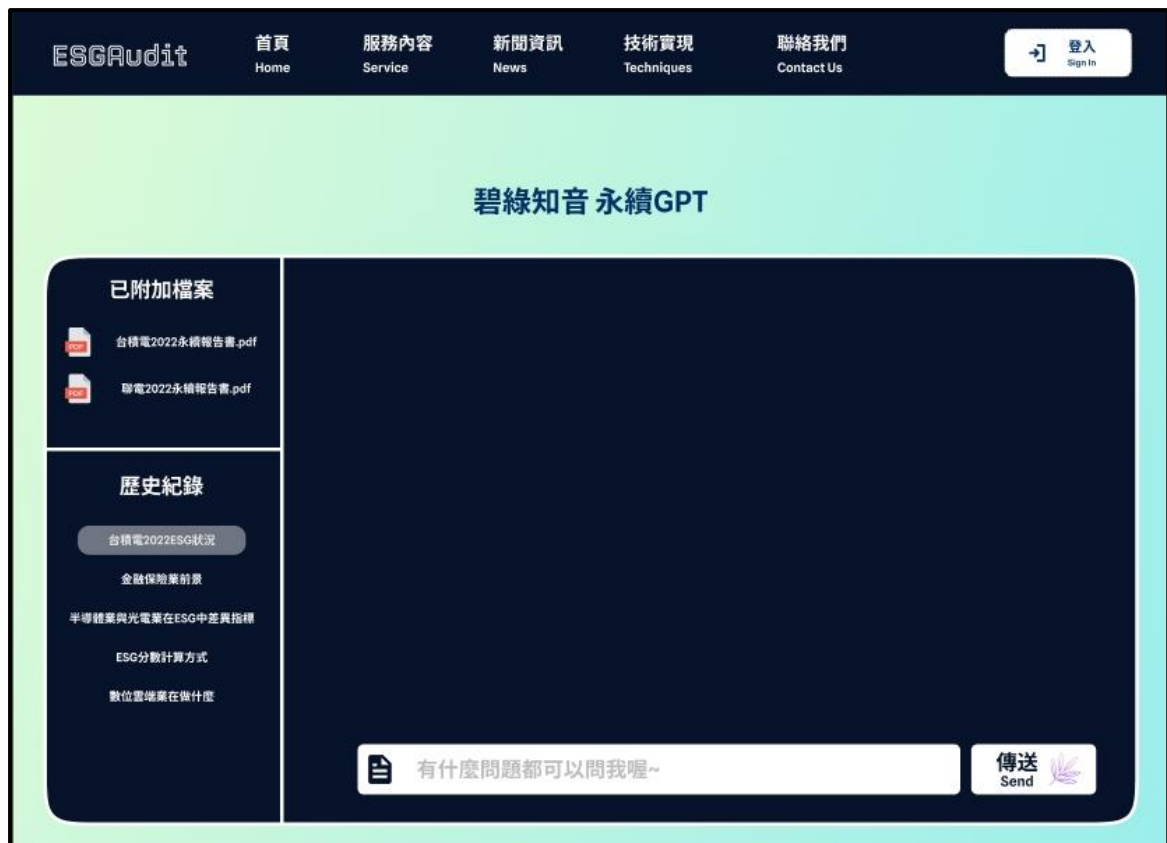 ESGAudit
首頁
Home
服務內容
Service
新聞資訊
News
技術實現
Techniques
聯絡我們
Contact Us
登入
Sign In
碧綠知音 永續GPT
已附加檔案
PDF
台積電2022永續報告書.pdf
PDF
聯電2022永續報告書.pdf
歷史紀錄
台積電2022ESG狀況
金融保險業前景
半導體業與光電業在ESG中差異指標
ESG分數計算方式
數位雲端業在做什麼
有什麼問題都可以問我喔~
傳送
Send